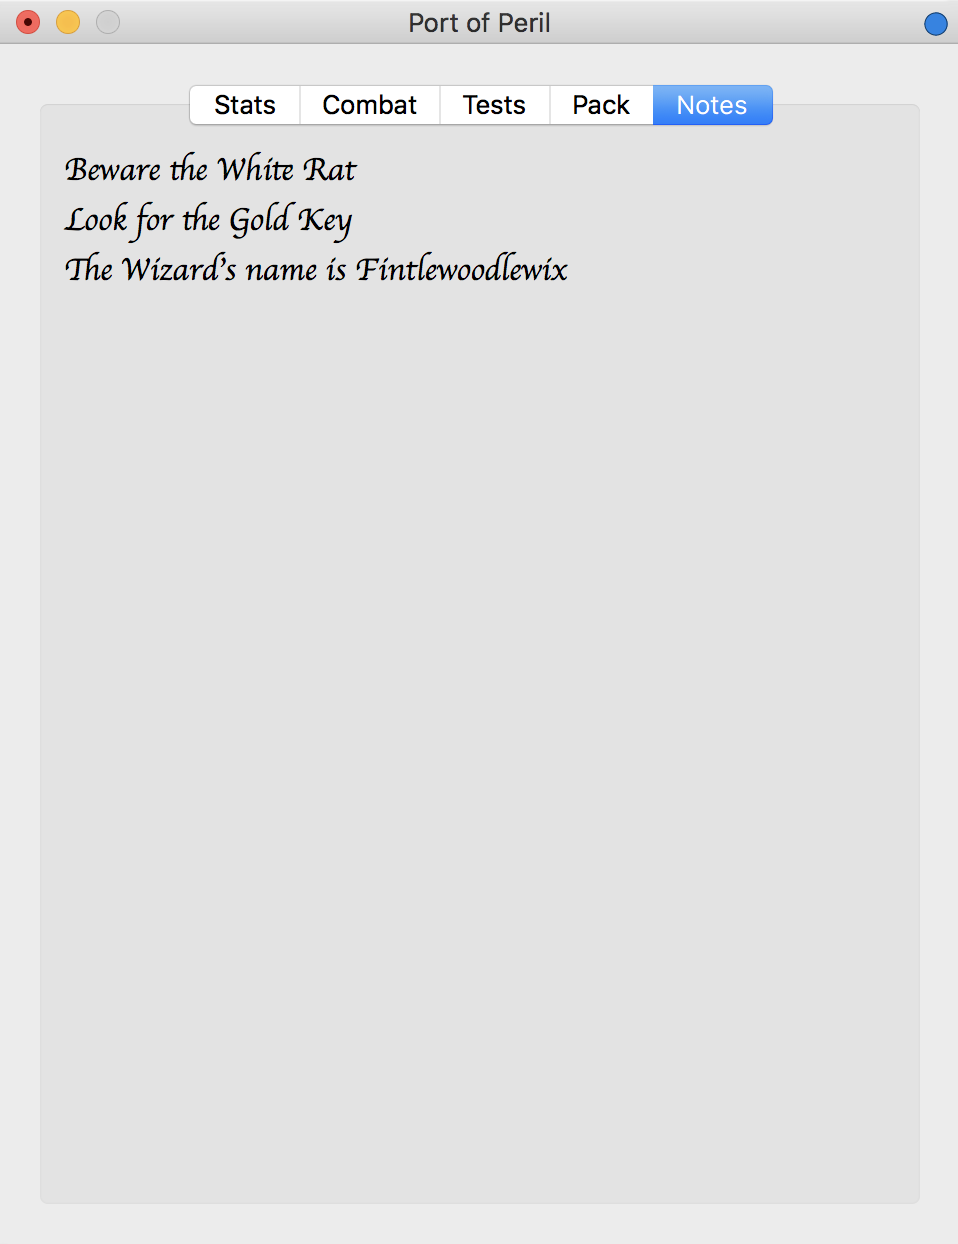 Port of Peril
Stats Combat Tests Pack Notes
Beware the White Rat
Look for the Gold Key
The Wizard's name is Fintlewoodlewix